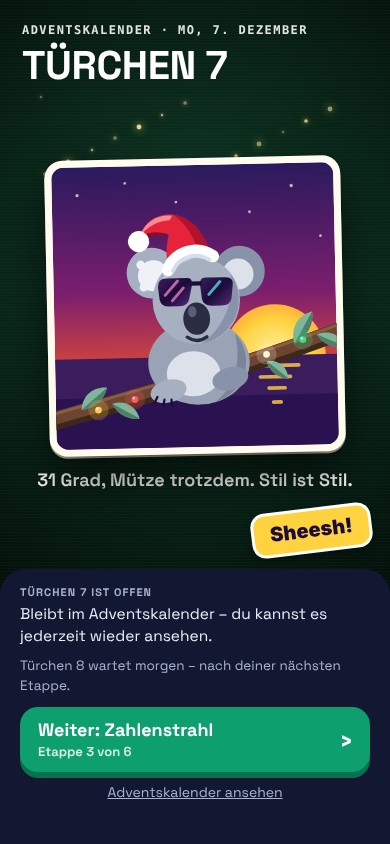 ADVENTSKALENDER · MO, 7. DEZEMBER
TÜRCHEN 7
31 Grad, Mütze trotzdem. Stil ist Stil.
Sheesh!
TÜRCHEN 7 IST OFFEN
Bleibt im Adventskalender – du kannst es
jederzeit wieder ansehen.
Türchen 8 wartet morgen – nach deiner nächsten
Etappe.
Weiter: Zahlenstrahl
Etappe 3 von 6
>
Adventskalender ansehen